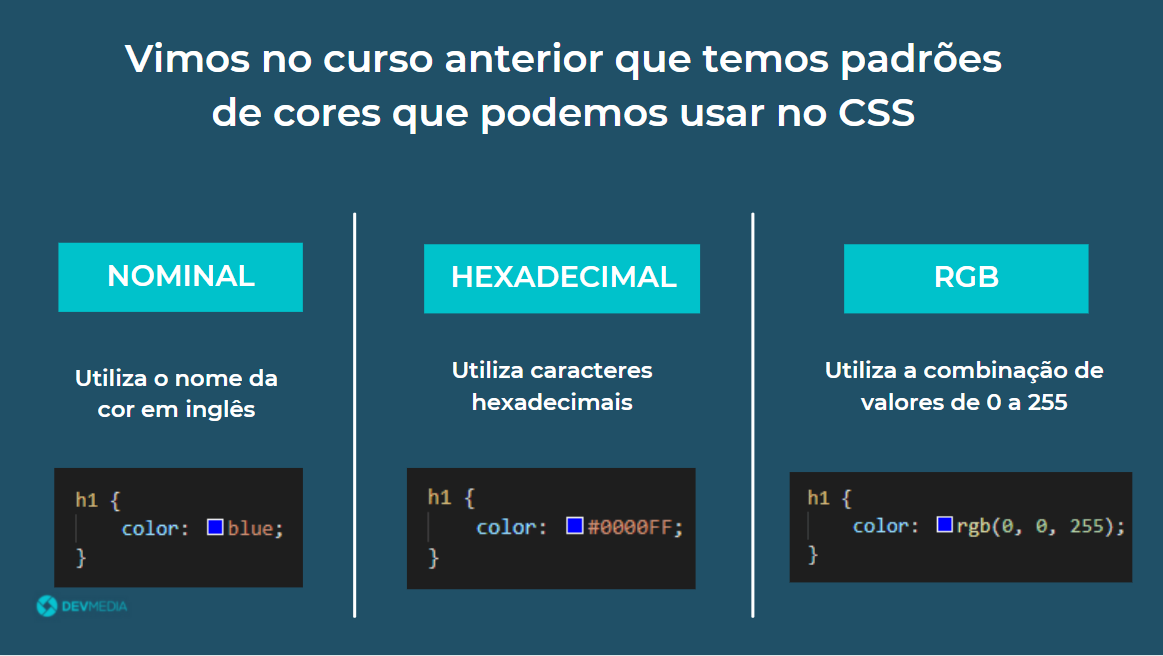 Vimos no curso anterior que temos padrões
de cores que podemos usar no CSS
NOMINAL
Utiliza o nome da
cor em inglês
h1 {
color: blue;
}
HEXADECIMAL
Utiliza caracteres
hexadecimais
h1 {
color: #0000FF;
}
RGB
Utiliza a combinação de
valores de 0 a 255
h1 {
color: rgb(0, 0, 255);
}
DEVMEDIA